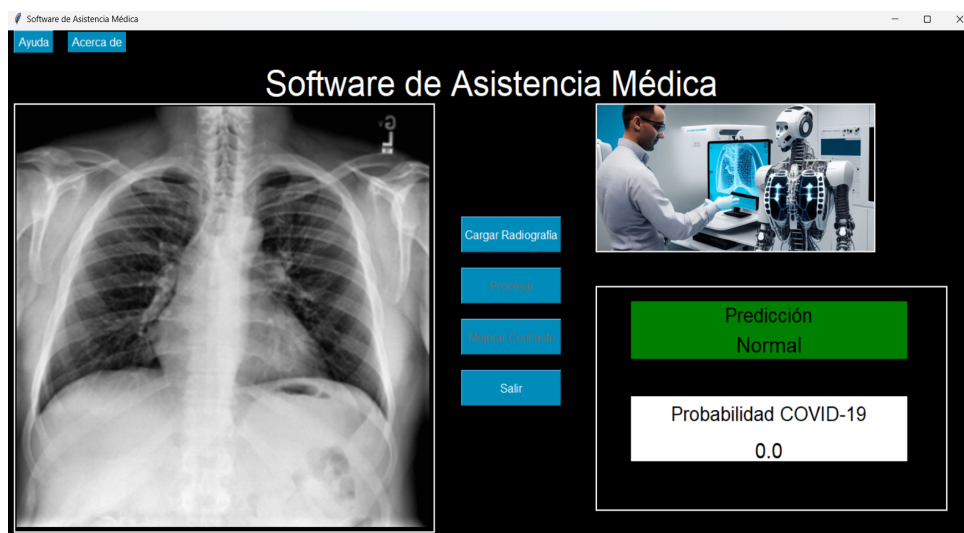 Software de Asistencia Médica
Ayuda
Acerca de
Software de Asistencia Médica
Cargar Radiografía
Procesar
Mejorar Contraste
Salir
Predicción
Normal
Probabilidad COVID-19
0.0